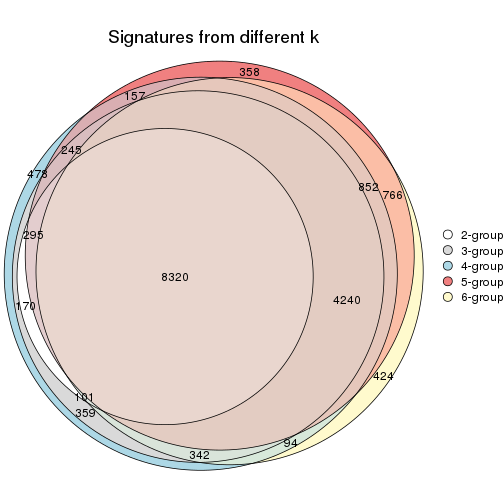 Signatures from different k
358
157
245
478
852
766
295
8320
4240
170
424
101
359
94
342
2-group
3-group
4-group
5-group
6-group